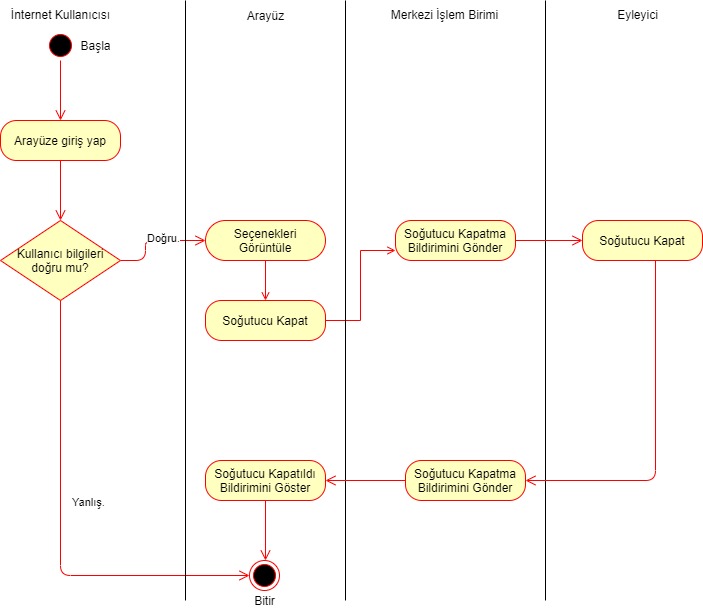 İnternet Kullanıcısı
Arayüz
Merkezi İşlem Birimi
Eyleyici
Başla
Arayüze giriş yap
Kullanıcı bilgileri
doğru mu?
Doğru.
Seçenekleri
Görüntüle
Soğutucu Kapat
Soğutucu Kapatma
Bildirimini Gönder
Soğutucu Kapat
Soğutucu Kapatıldı
Bildirimini Göster
Soğutucu Kapatma
Bildirimini Gönder
Yanlış.
Bitir